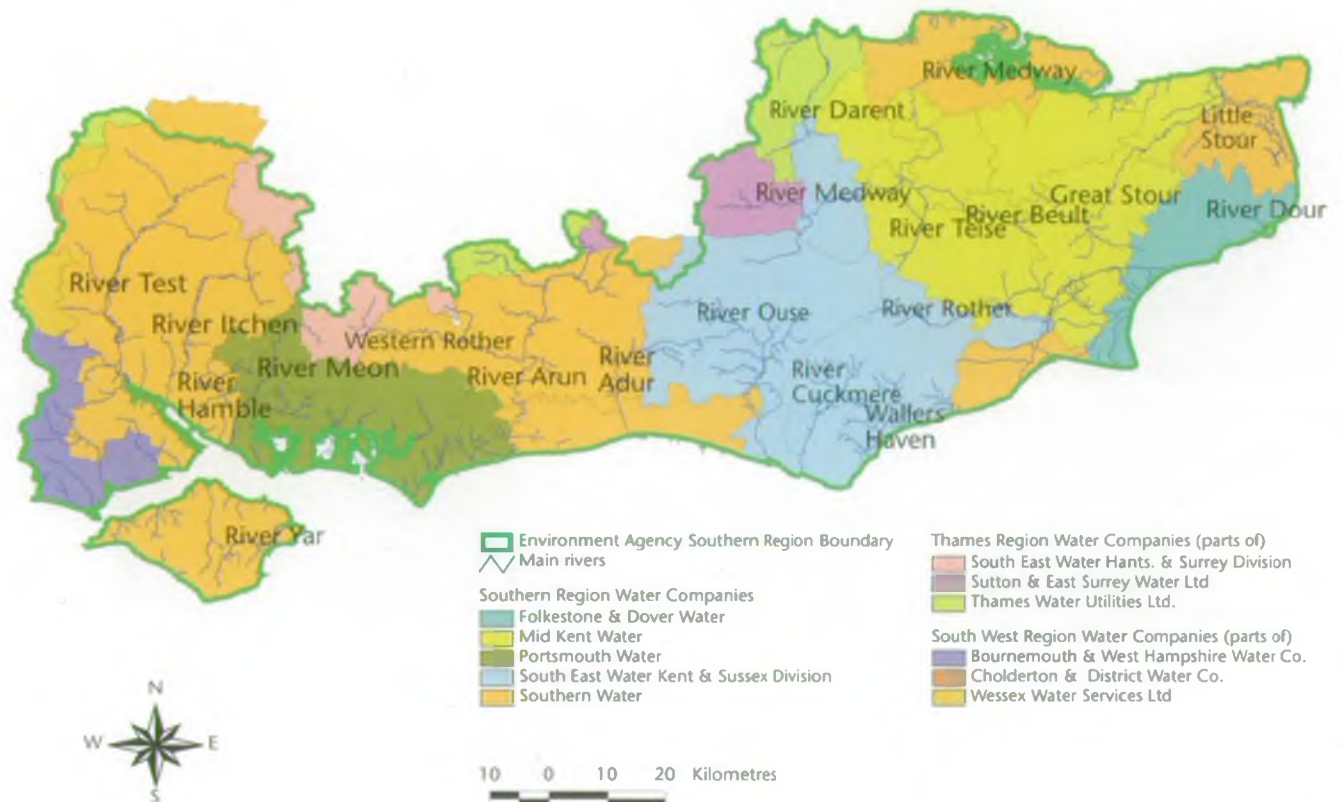 River Medway
River Darent
Little
Stour
River Medway
Great Stour
River Dour
River Beult
River Teise
River Test
River Ouse
River Rother
River Itchen
Western Rother
River Meon
River
Adur
River Arun
River
Hamble
River
Cuckmere
Wallers
Haven
River Yar
Environment Agency Southern Region Boundary
Main rivers
Southern Region Water Companies
Folkestone & Dover Water
Mid Kent Water
Portsmouth Water
South East Water Kent & Sussex Division
Southern Water
Thames Region Water Companies (parts of)
South East Water Hants. & Surrey Division
Sutton & East Surrey Water Ltd
Thames Water Utilities Ltd.
South West Region Water Companies (parts of)
Bournemouth & West Hampshire Water Co.
Cholderton & District Water Co.
Wessex Water Services Ltd
N
W E
S
10 0 10 20 Kilometres